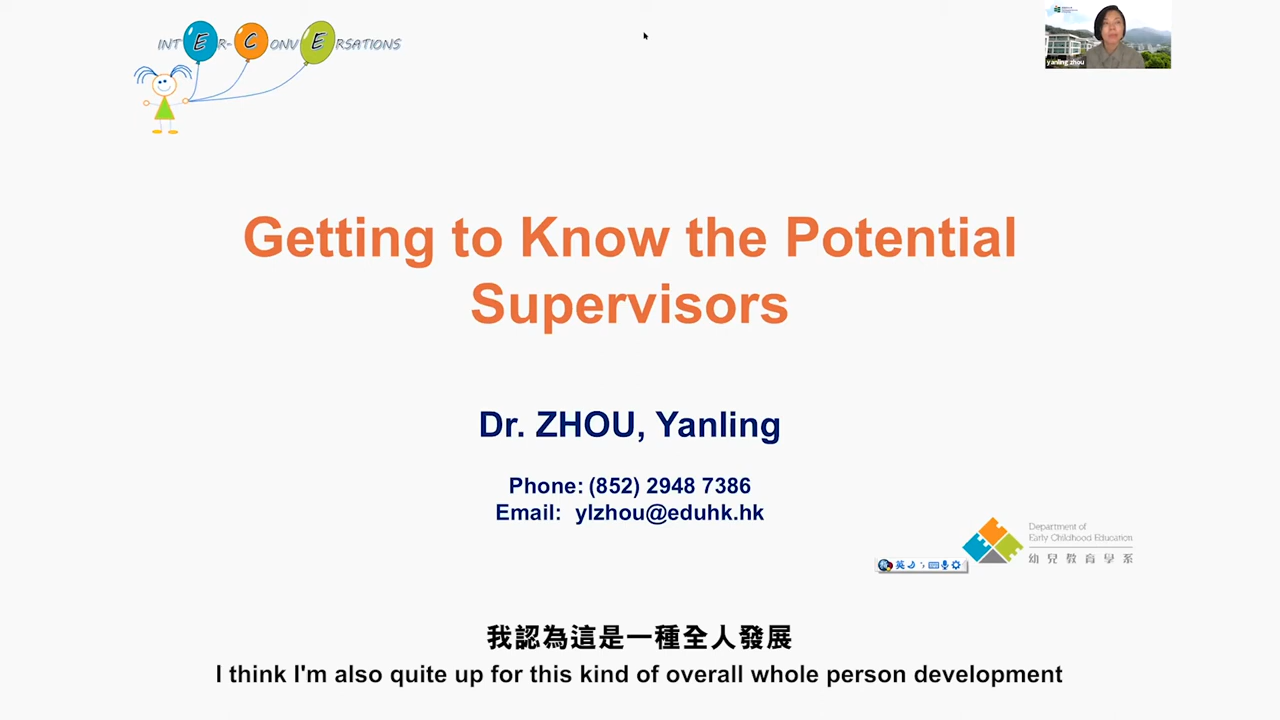 INTER-CONVERSATIONS
yanling zhou
Getting to Know the Potential
Supervisors
Dr. ZHOU, Yanling
Phone: (852) 2948 7386
Email: ylzhou@eduhk.hk
Department of
Early Childhood Education
幼兒教育學系
英
我認為這是一種全人發展
I think I'm also quite up for this kind of overall whole person development